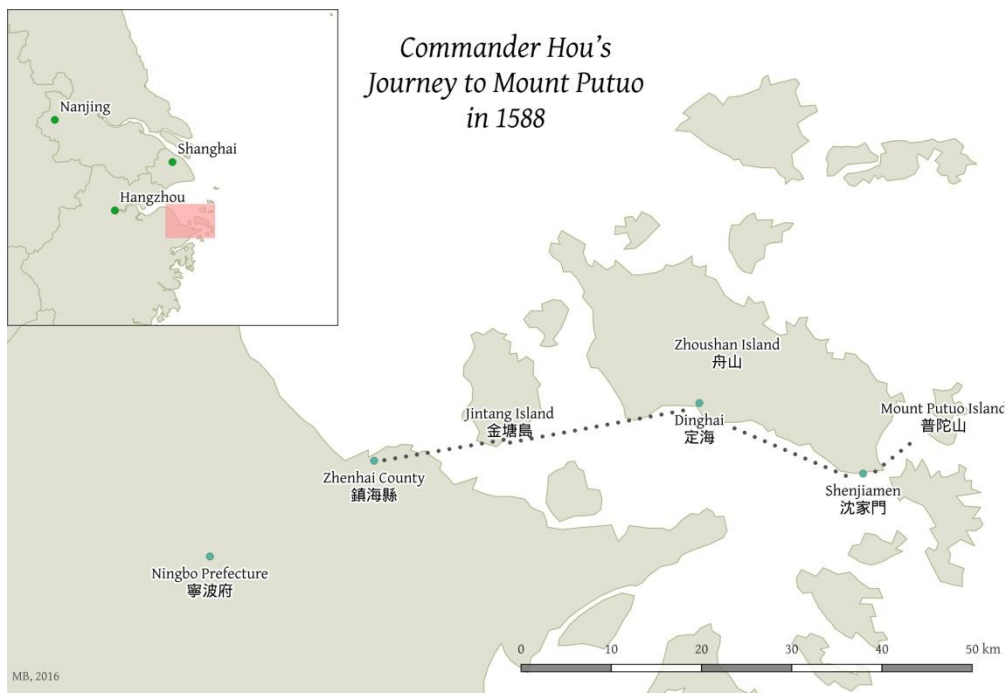 Commander Hou's
Journey to Mount Putuo
in 1588
Nanjing
Shanghai
Hangzhou
Zhoushan Island
舟山
Jintang Island
金塘島
Dinghai
定海
Mount Putuo Island
普陀山
Zhenhai County
鎮海縣
Shenjiamen
沈家門
Ningbo Prefecture
寧波府
0 10 20 30 40 50 km
MB, 2016